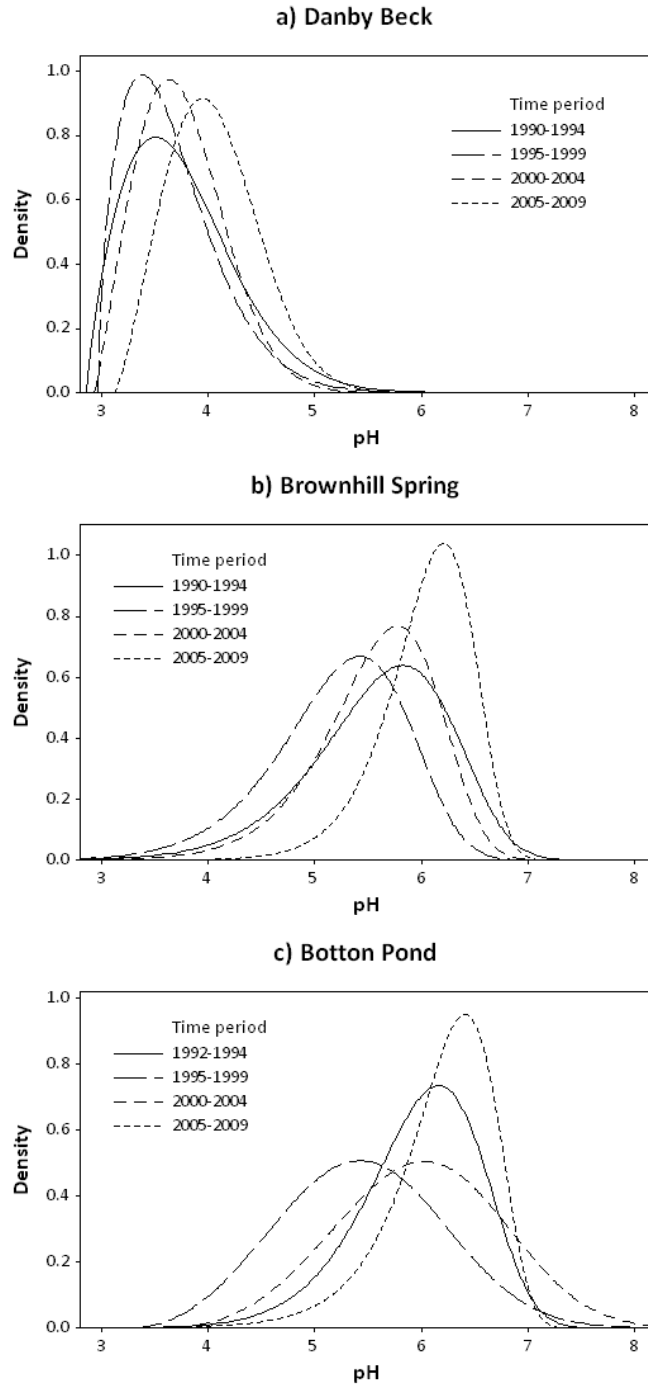 a) Danby Beck
Density
1.0
0.8
0.6
0.4
0.2
0.0
Time period
1990-1994
1995-1999
2000-2004
2005-2009
3 4 5 6 7 8
pH
b) Brownhill Spring
Density
1.0
0.8
0.6
0.4
0.2
0.0
Time period
1990-1994
1995-1999
2000-2004
2005-2009
3 4 5 6 7 8
pH
c) Botton Pond
Density
1.0
0.8
0.6
0.4
0.2
0.0
Time period
1992-1994
1995-1999
2000-2004
2005-2009
3 4 5 6 7 8
pH